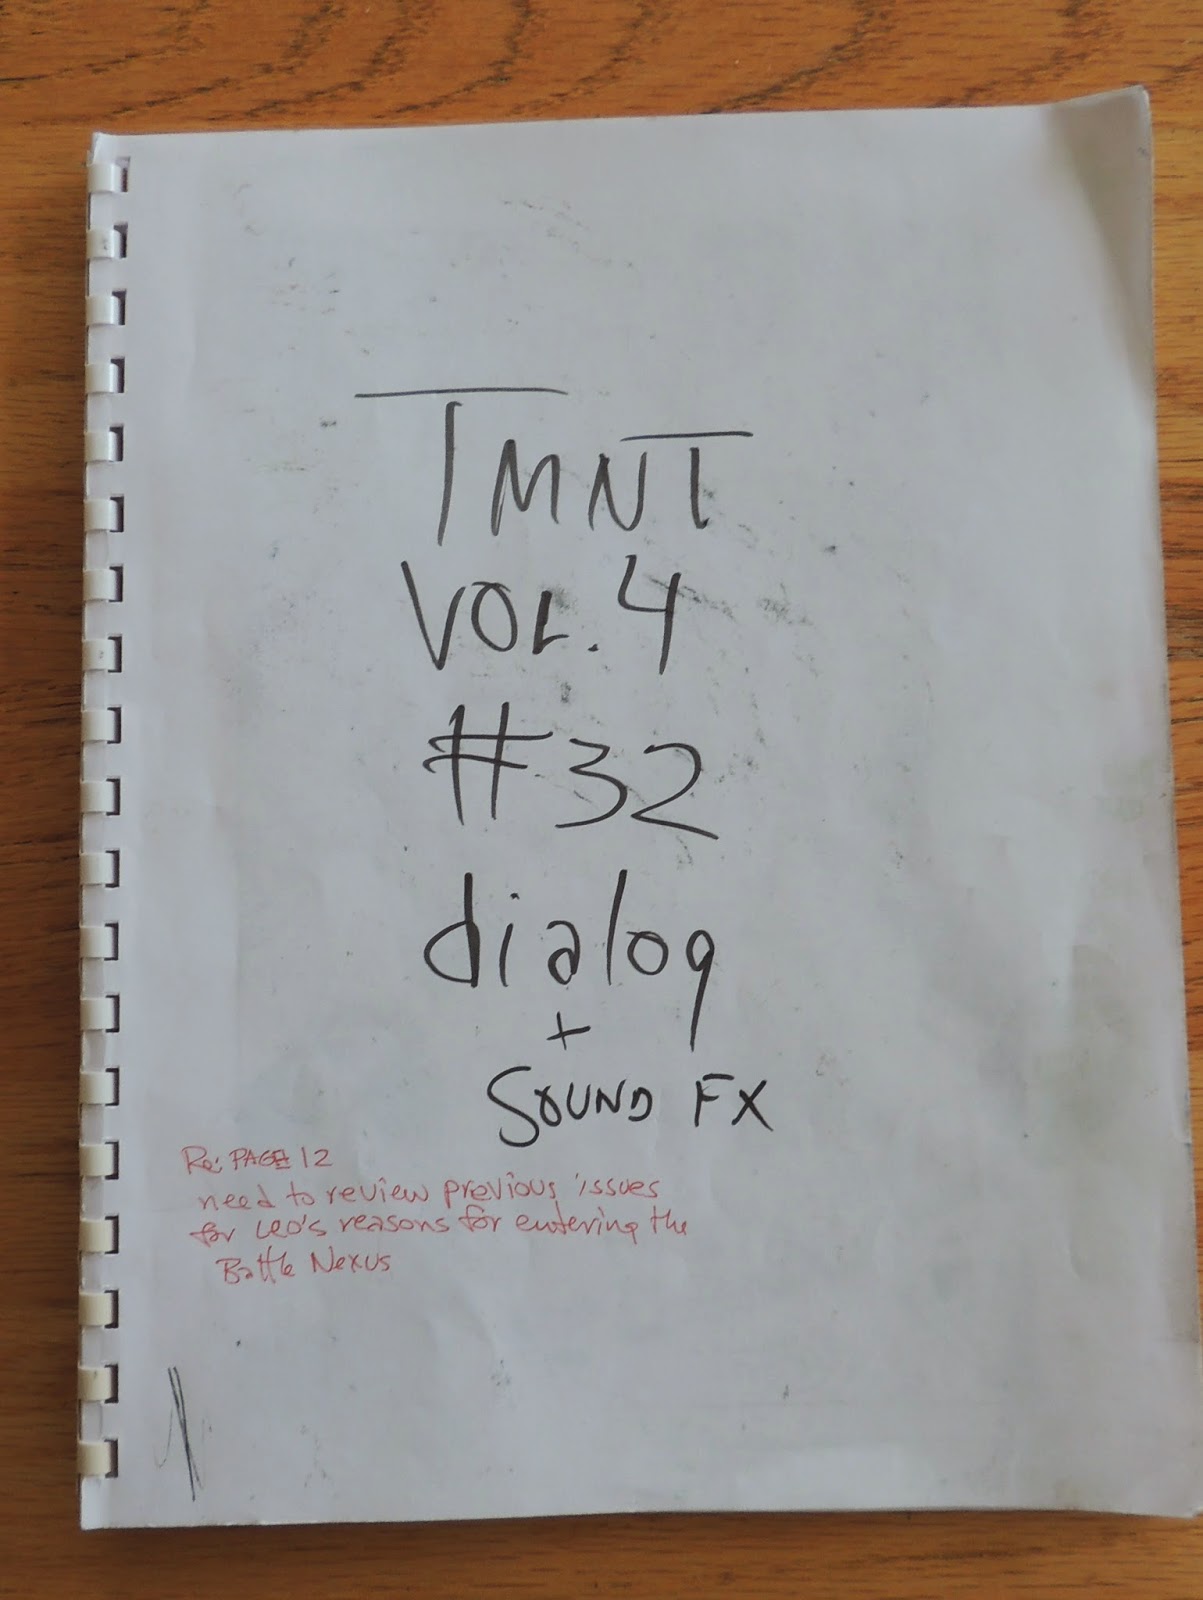 TMNT
VOL. 4
#32
dialog
+
SOUND FX
Re: PAGE 12
need to review previous issues
for Leo's reasons for entering the
Battle Nexus